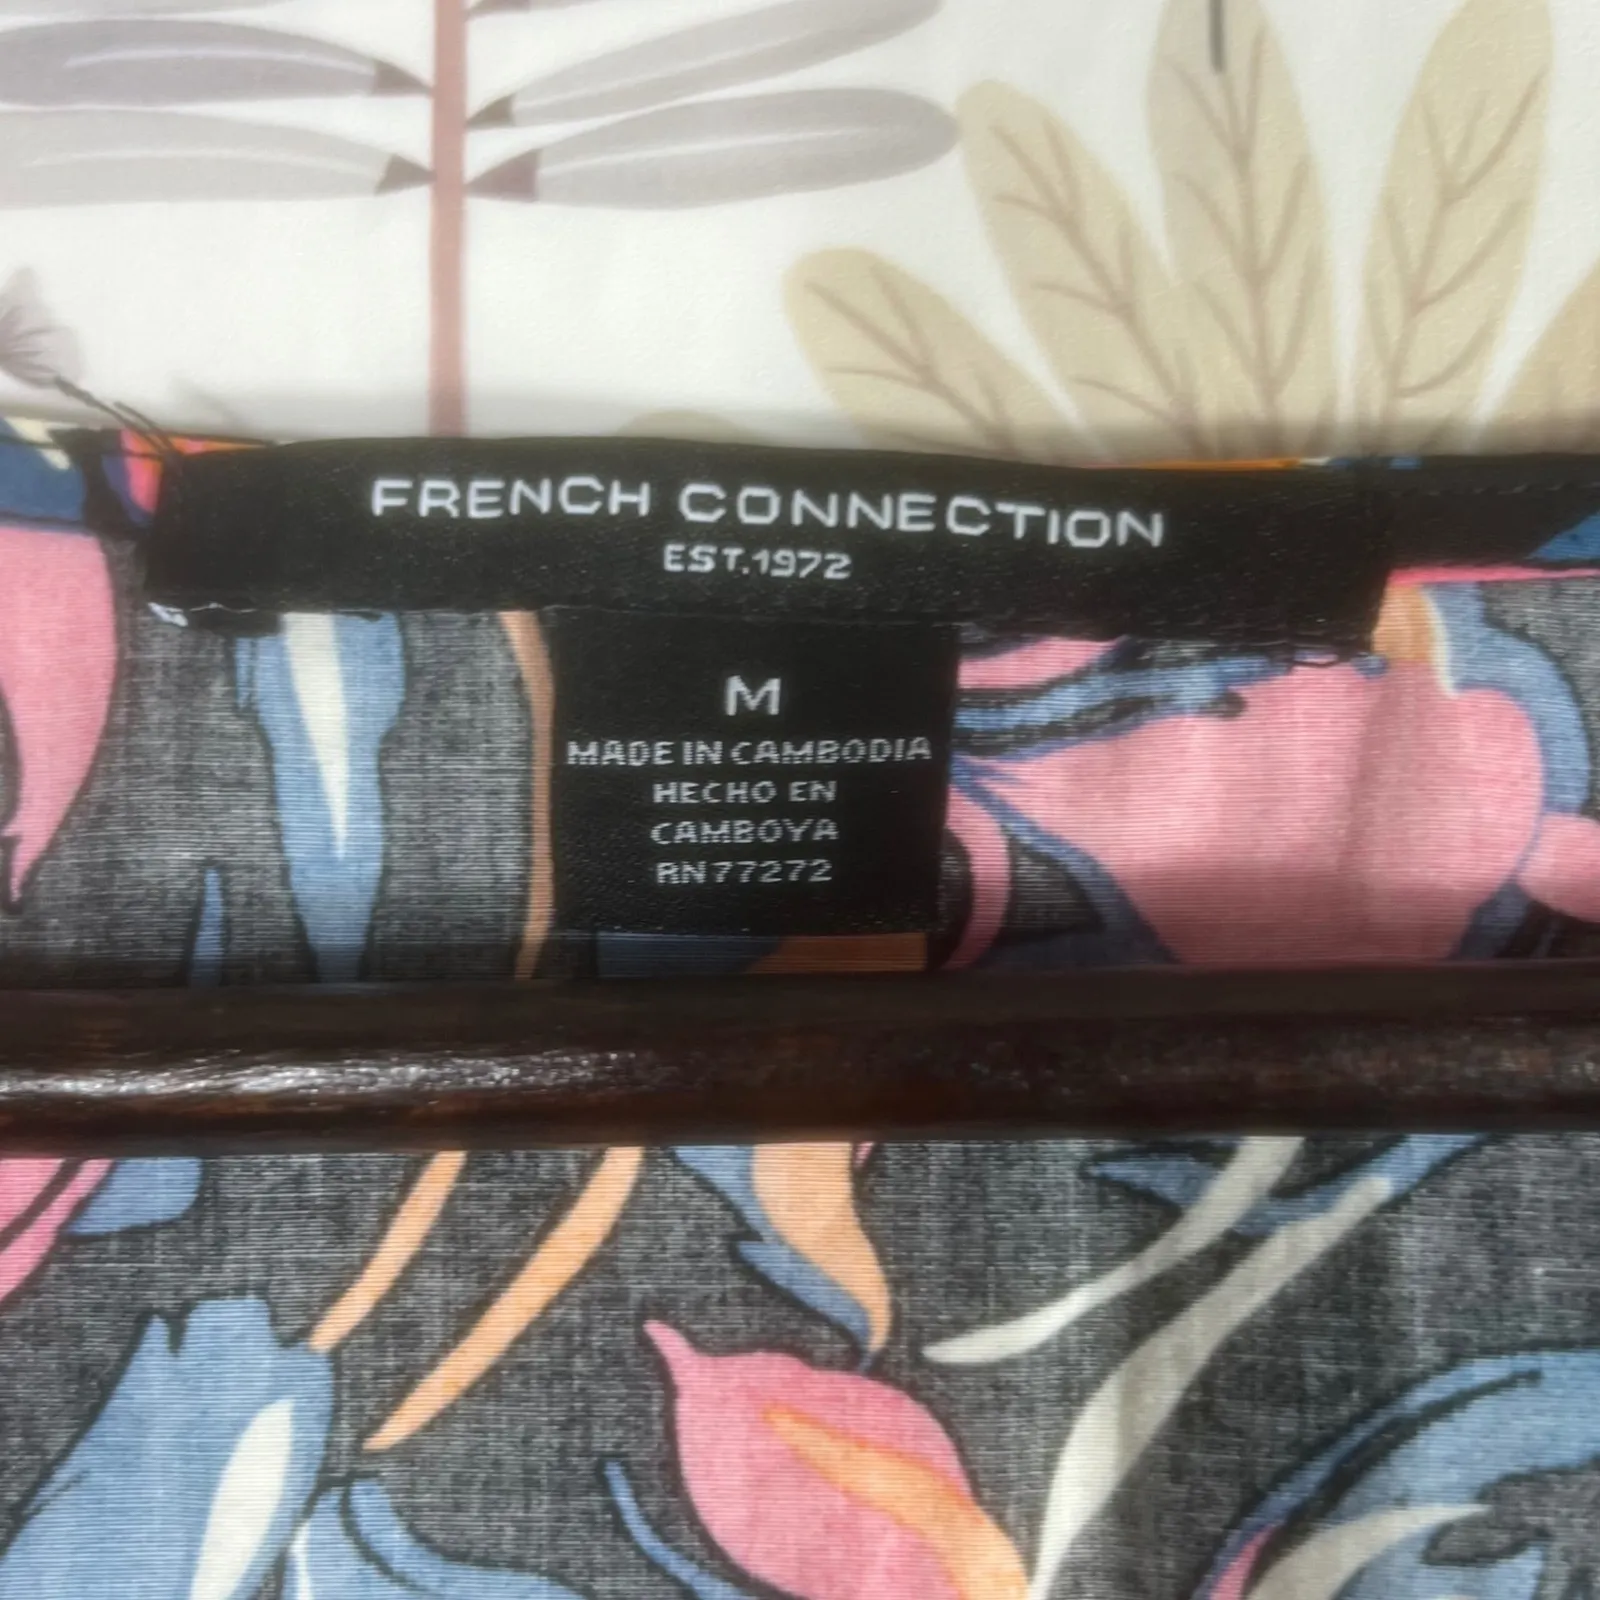 FRENCH CONNECTION
EST.1972
M
MADE IN CAMBODIA
HECHO EN
CAMBOYA
RN77272